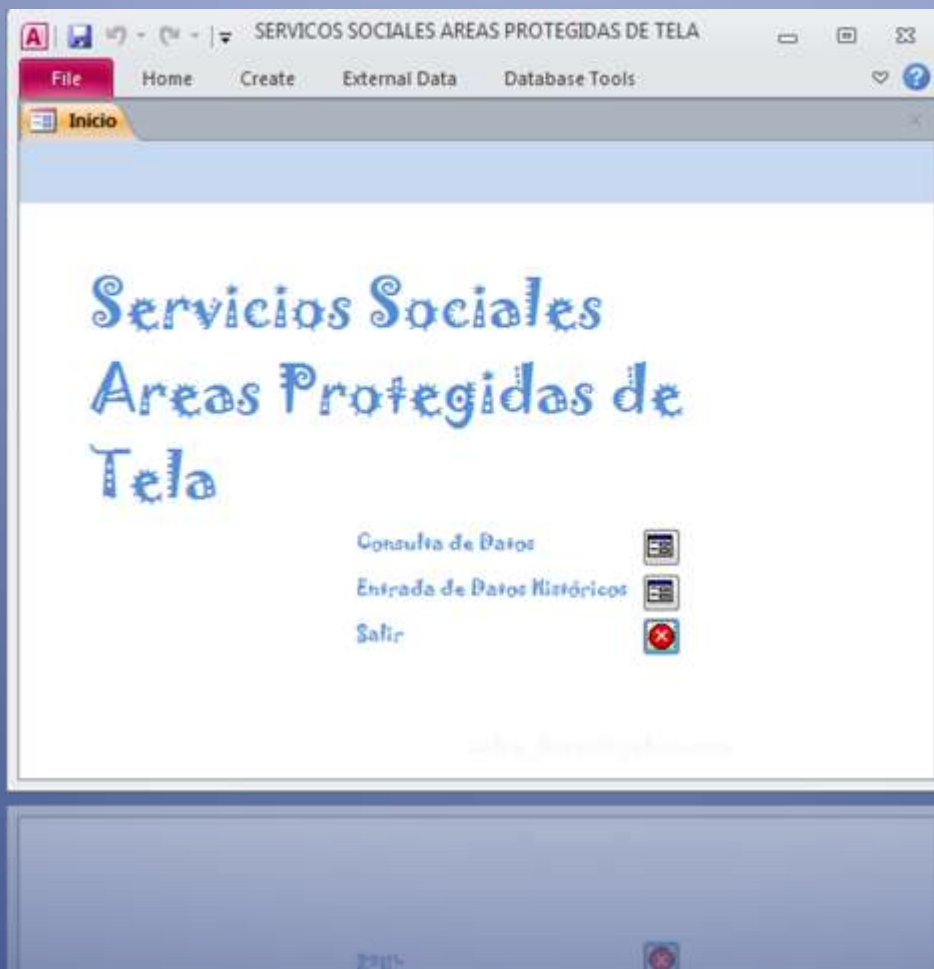 SERVICOS SOCIALES AREAS PROTEGIDAS DE TELA
File Home Create External Data Database Tools
Inicio
Servicios Sociales
Areas Protegidas de
Tela
Consulta de Datos
Entrada de Datos Históricos
Salir